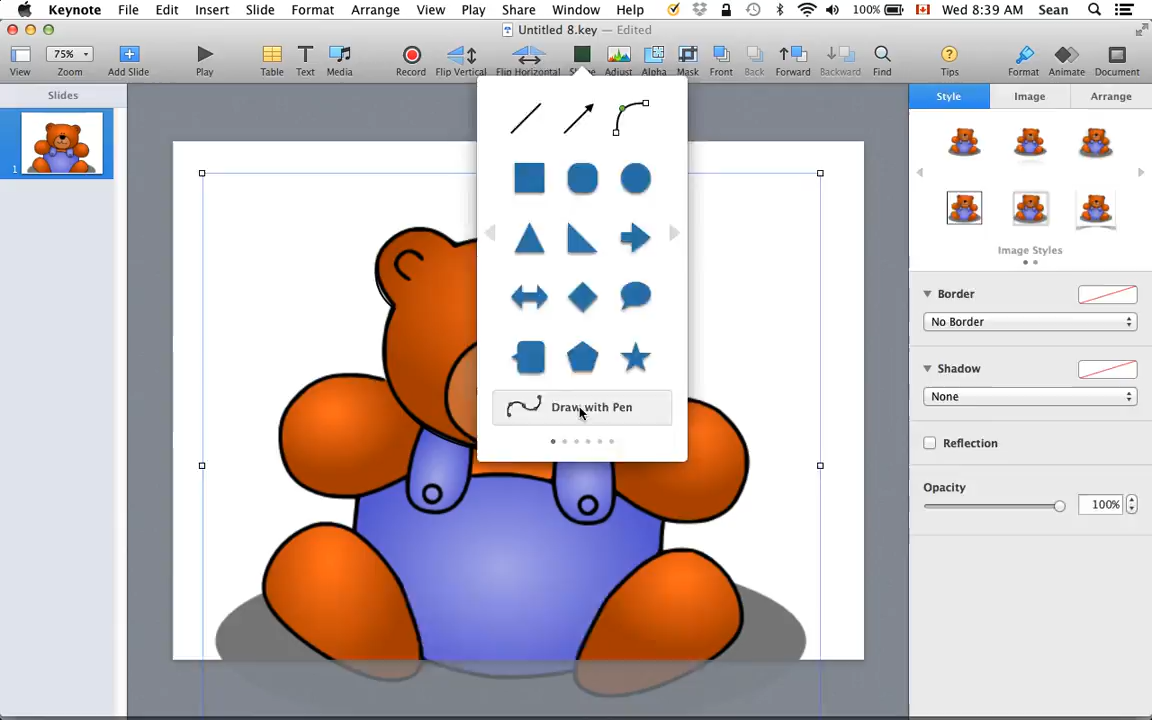 Keynote File Edit Insert Slide Format Arrange View Play Share Window Help 100% Wed 8:39 AM Sean
Untitled 8.key — Edited
75%
View Zoom Add Slide Play Table Text Media Record Flip Vertical Flip Horizontal Adjust Alpha Mask Front Back Forward Backward Find Tips Format Animate Document
Slides
Style Image Arrange
1
Image Styles
Border
No Border
Shadow
None
Draw with Pen
Reflection
Opacity
100%